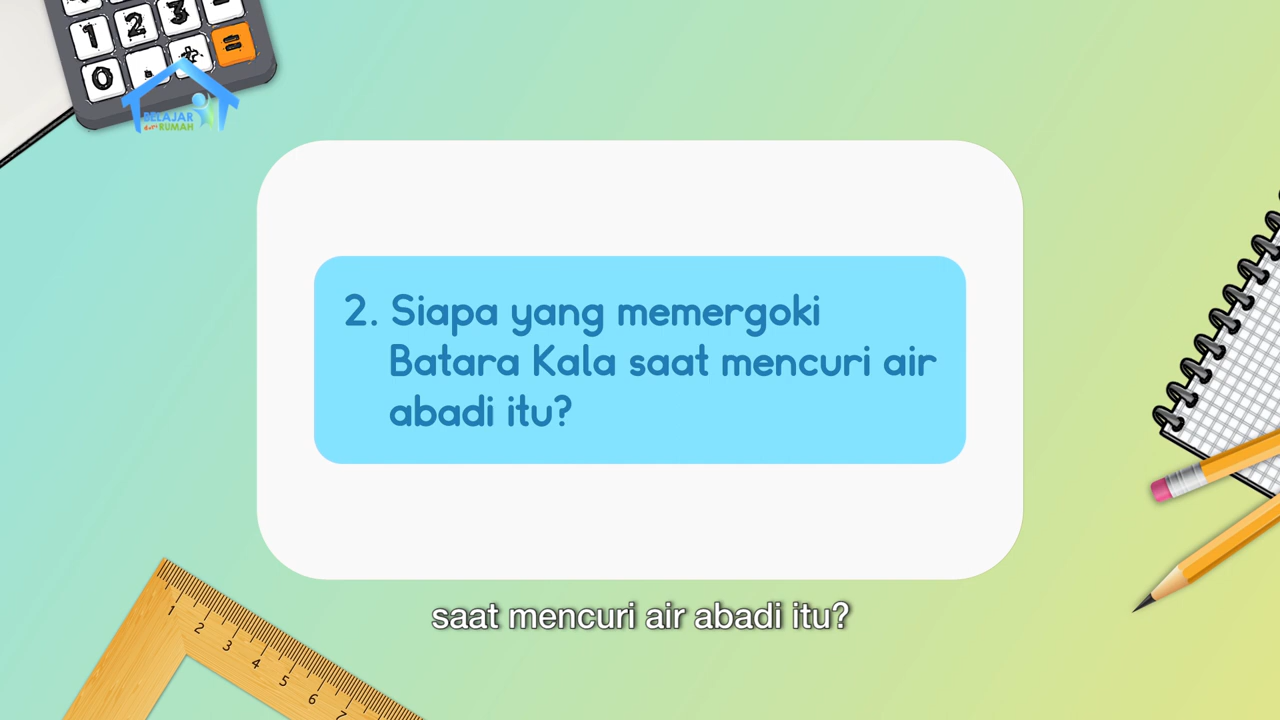 1 2 3
=
0 .
BELAJAR
dari RUMAH
2. Siapa yang memergoki
Batara Kala saat mencuri air
abadi itu?
saat mencuri air abadi itu?
1 2 3 4 5 6 7